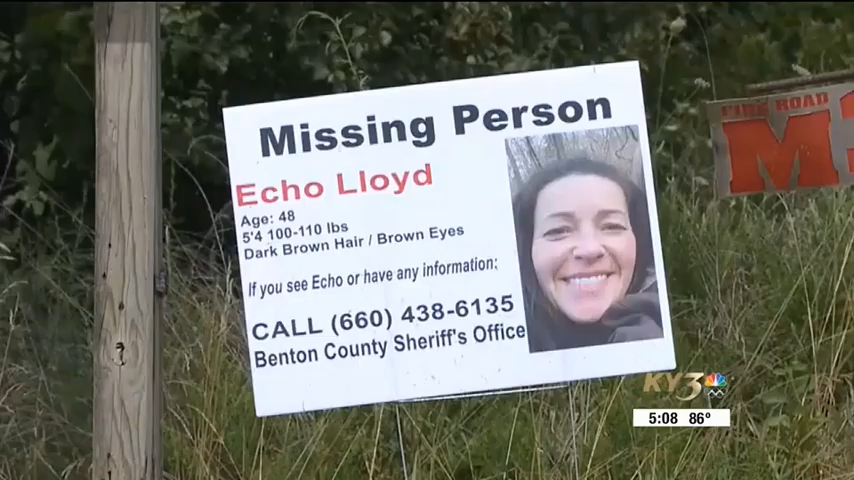 Missing Person
Echo Lloyd
Age: 48
5'4 100-110 lbs
Dark Brown Hair / Brown Eyes
If you see Echo or have any information:
CALL (660) 438-6135
Benton County Sheriff's Office
FIRE ROAD
KY3
5:08 86°